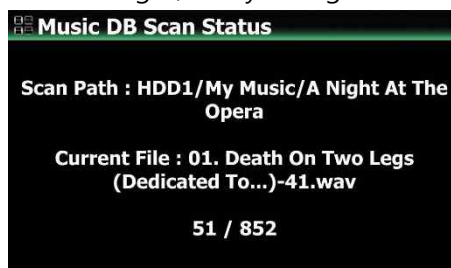 Music DB Scan Status
Scan Path : HDD1/My Music/A Night At The
Opera
Current File : 01. Death On Two Legs
(Dedicated To...)-41.wav
51 / 852